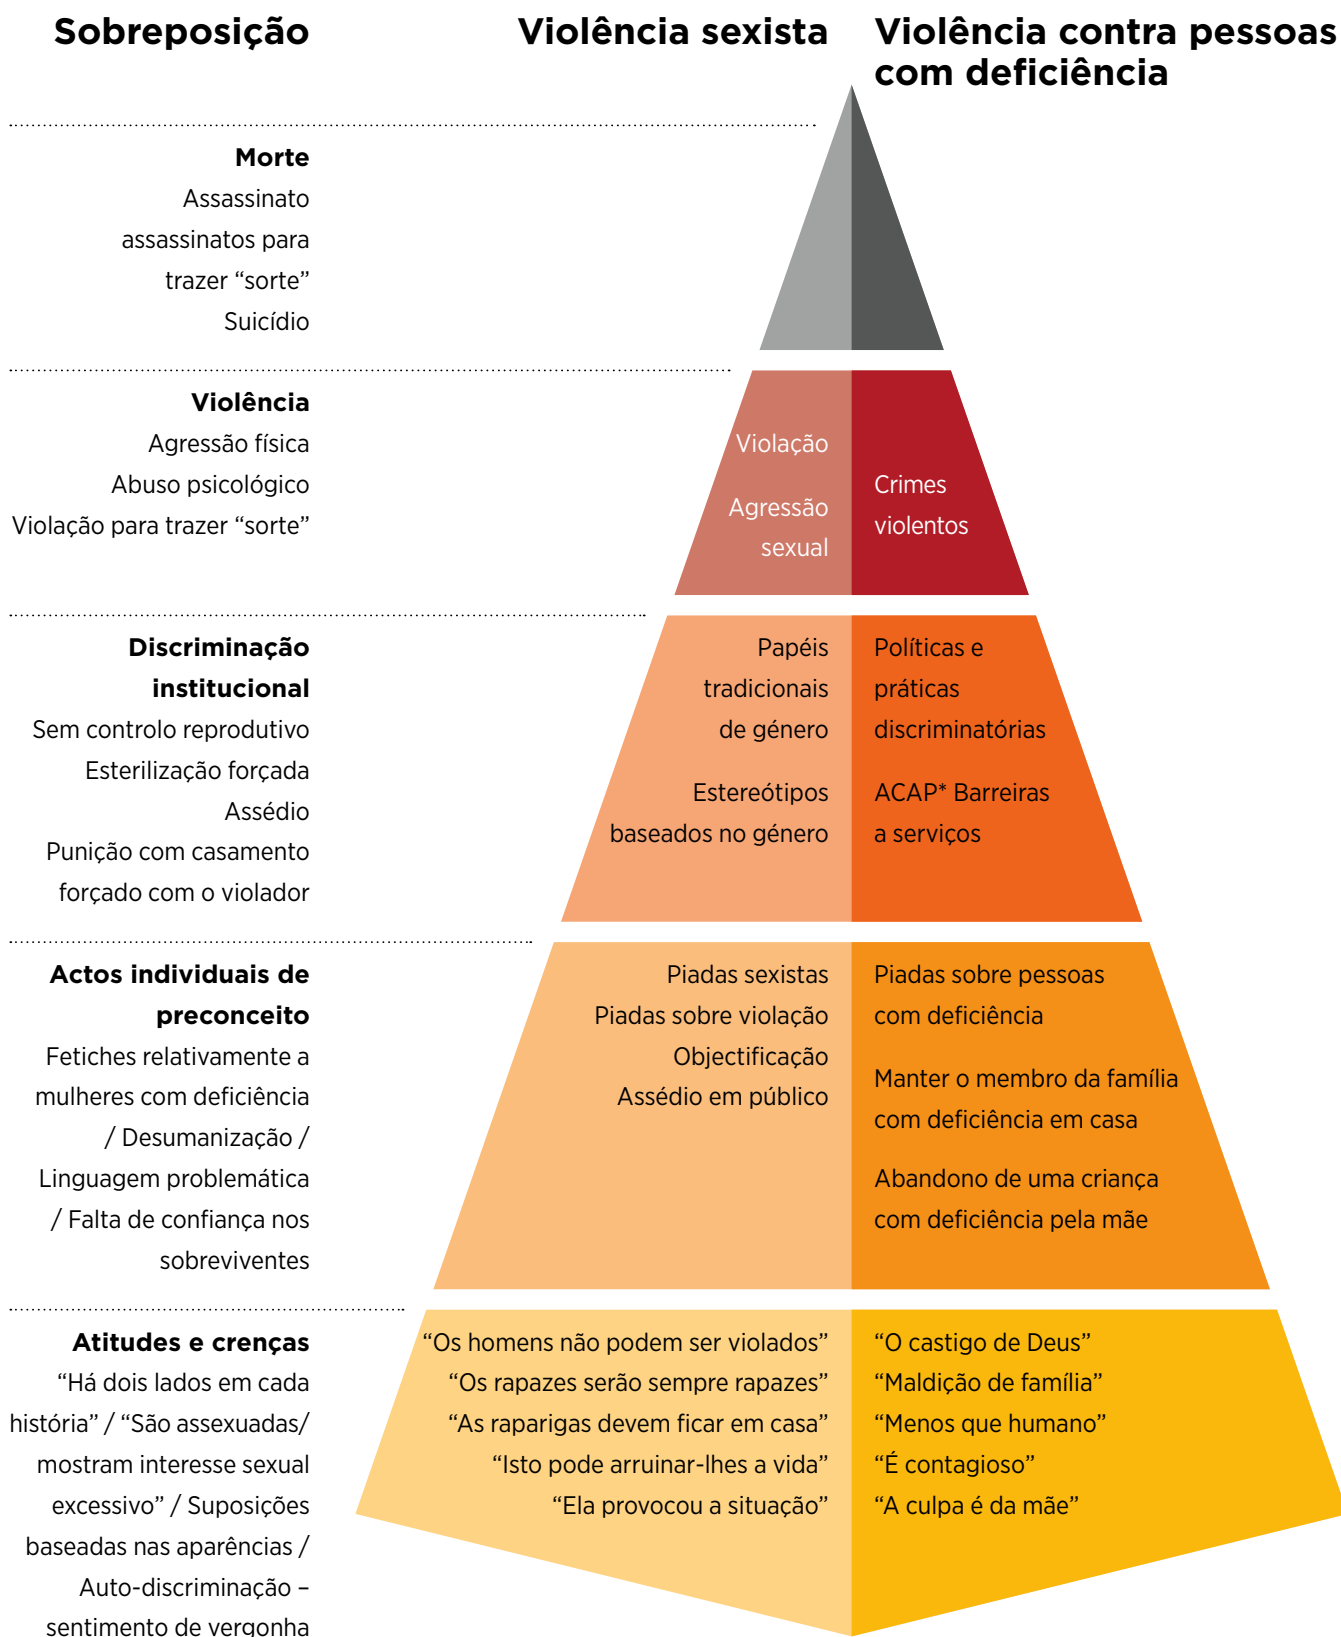 Sobreposição
Violência sexista
Violência contra pessoas
com deficiência
Morte
Assassinato
assassinatos para
trazer “sorte”
Suicídio
Violência
Agressão física
Abuso psicológico
Violação para trazer “sorte”
Violação
Agressão
sexual
Crimes
violentos
Discriminação
institucional
Sem controlo reprodutivo
Esterilização forçada
Assédio
Punição com casamento
forçado com o violador
Papéis
tradicionais
de género
Estereótipos
baseados no género
Políticas e
práticas
discriminatórias
ACAP* Barreiras
a serviços
Actos individuais de
preconceito
Fetiches relativamente a
mulheres com deficiência
/ Desumanização /
Linguagem problemática
/ Falta de confiança nos
sobreviventes
Piadas sexistas
Piadas sobre violação
Objectificação
Assédio em público
Piadas sobre pessoas
com deficiência
Manter o membro da família
com deficiência em casa
Abandono de uma criança
com deficiência pela mãe
Atitudes e crenças
“Há dois lados em cada
história” / “São assexuadas/
mostram interesse sexual
excessivo” / Suposições
baseadas nas aparências /
Auto-discriminação –
sentimento de vergonha
“Os homens não podem ser violados”
“Os rapazes serão sempre rapazes”
“As raparigas devem ficar em casa”
“Isto pode arruinar-lhes a vida”
“Ela provocou a situação”
“O castigo de Deus”
“Maldição de família”
“Menos que humano”
“É contagioso”
“A culpa é da mãe”